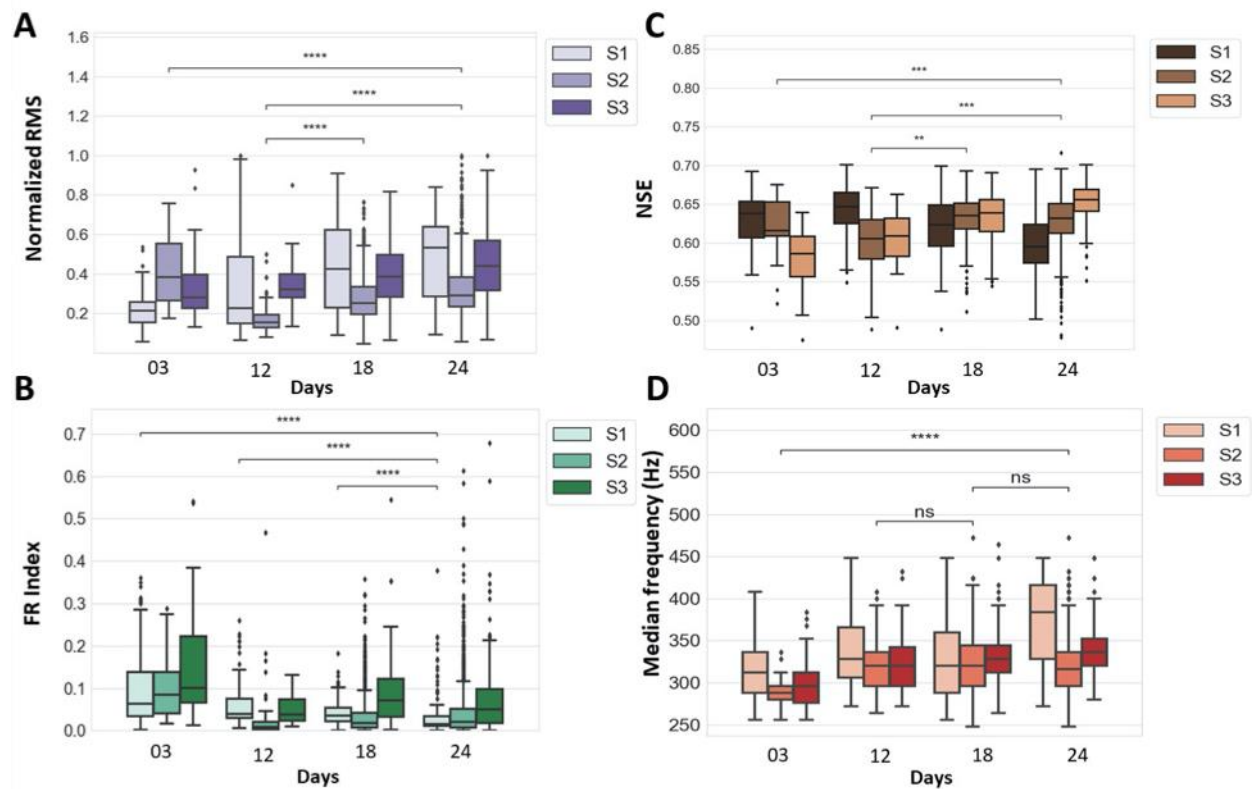 A
Normalized RMS
1.6
1.4
1.2
1.0
0.8
0.6
0.4
0.2
****
****
****
S1
S2
S3
03 12 18 24
Days
C
NSE
0.85
0.80
0.75
0.70
0.65
0.60
0.55
0.50
***
***
**
S1
S2
S3
03 12 18 24
Days
B
FR Index
0.7
0.6
0.5
0.4
0.3
0.2
0.1
0.0
****
****
****
S1
S2
S3
03 12 18 24
Days
D
Median frequency (Hz)
600
550
500
450
400
350
300
250
****
ns
ns
S1
S2
S3
03 12 18 24
Days